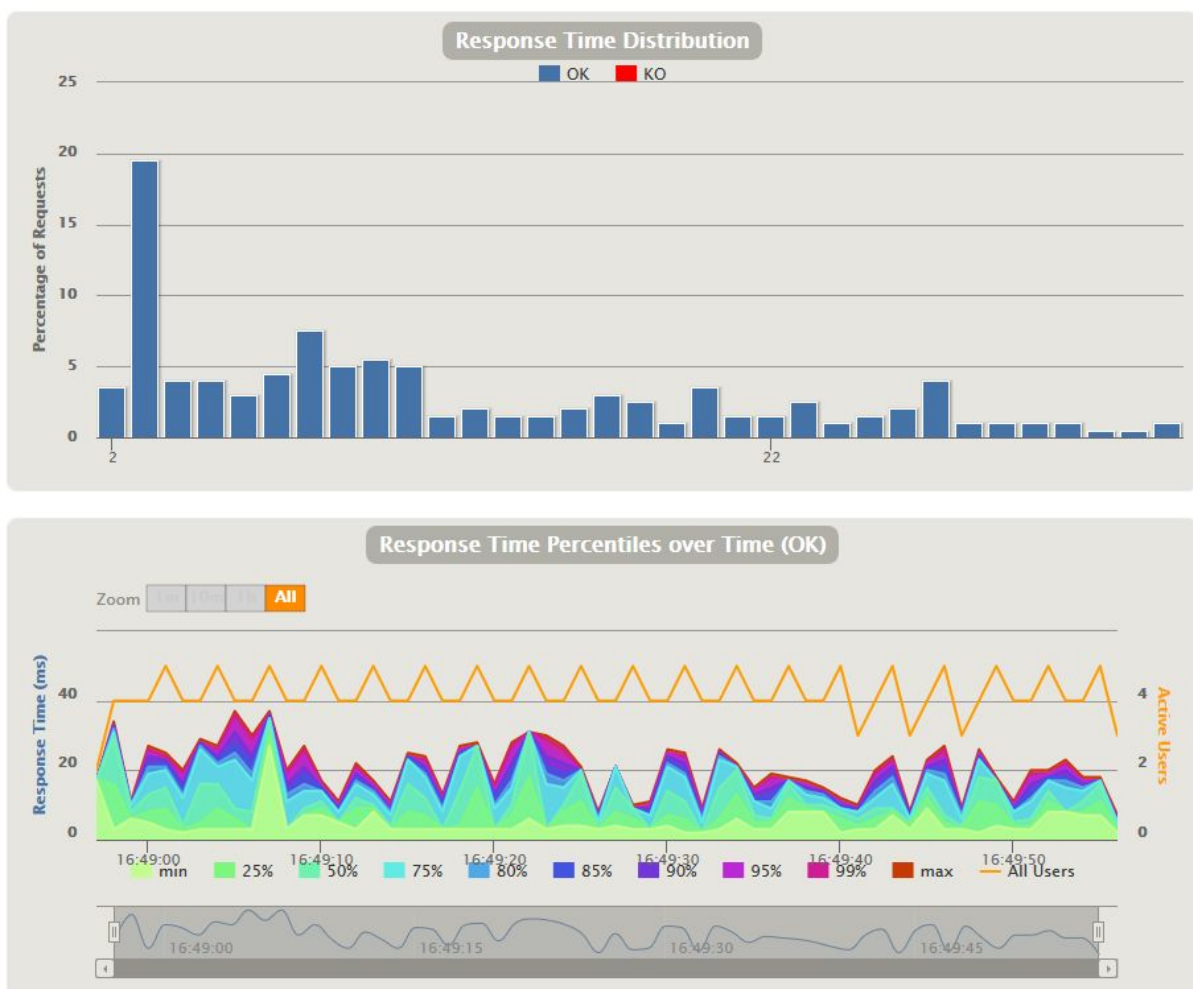 Response Time Distribution
OK KO
Percentage of Requests
25
20
15
10
5
0
2 22
Response Time Percentiles over Time (OK)
Zoom All
Response Time (ms)
40
20
0
Active Users
4
2
0
16:49:00 16:49:10 16:49:20 16:49:30 16:49:40 16:49:50
min 25% 50% 75% 80% 85% 90% 95% 99% max All Users
16:49:00 16:49:15 16:49:30 16:49:45